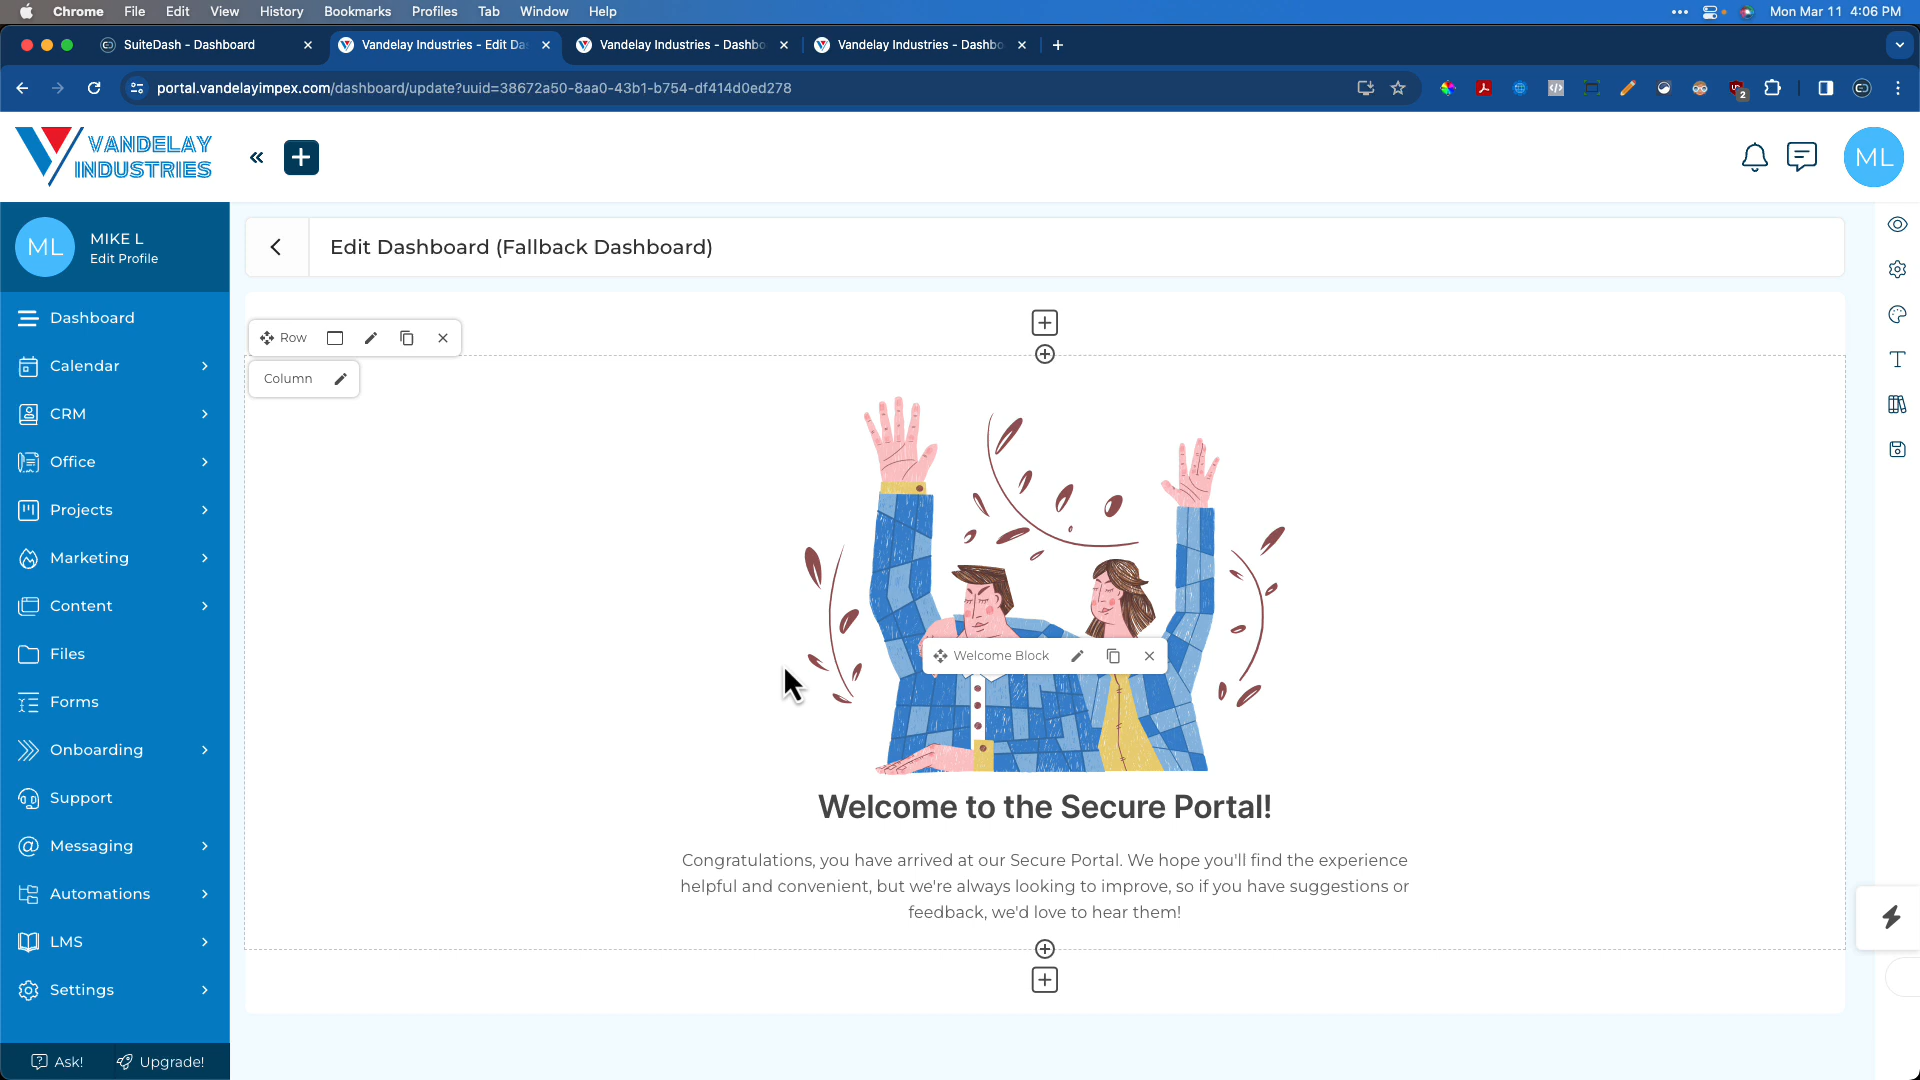 Chrome File Edit View History Bookmarks Profiles Tab Window Help
Mon Mar 11 4:06 PM
SuiteDash - Dashboard
Vandelay Industries - Edit Da
Vandelay Industries - Dashbo
Vandelay Industries - Dashbo
portal.vandelayimpex.com/dashboard/update?uuid=38672a50-8aa0-43b1-b754-df414d0ed278
2
VANDELAY
INDUSTRIES
ML
ML
MIKE L
Edit Profile
Dashboard
Calendar
CRM
Office
Projects
Marketing
Content
Files
Forms
Onboarding
Support
Messaging
Automations
LMS
Settings
Ask!
Upgrade!
Edit Dashboard (Fallback Dashboard)
Row
Column
Welcome Block
Welcome to the Secure Portal!
Congratulations, you have arrived at our Secure Portal. We hope you'll find the experience
helpful and convenient, but we're always looking to improve, so if you have suggestions or
feedback, we'd love to hear them!